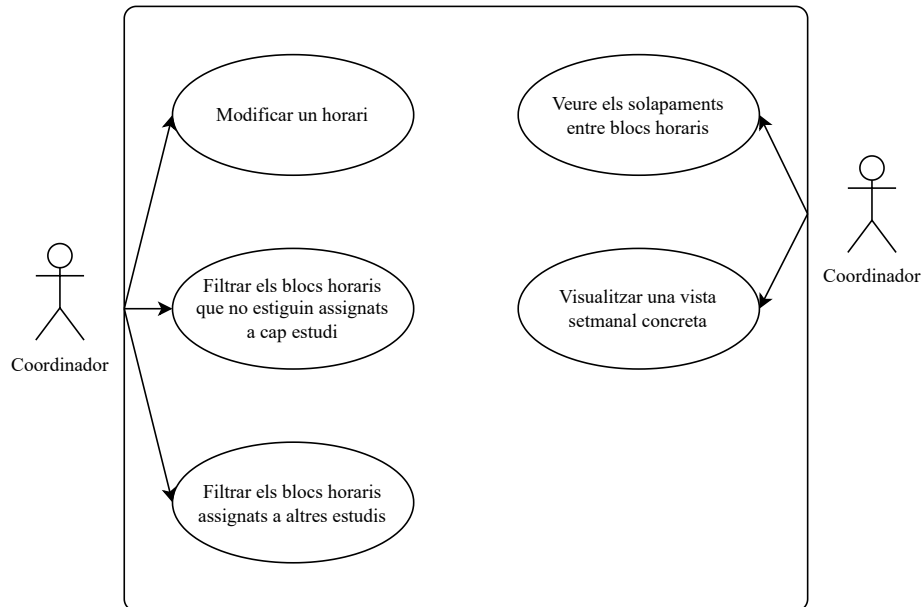 Modificar un horari
Veure els solapaments
entre blocs horaris
Coordinador
Filtrar els blocs horaris
que no estiguin assignats
a cap estudi
Visualitzar una vista
setmanal concreta
Coordinador
Filtrar els blocs horaris
assignats a altres estudis